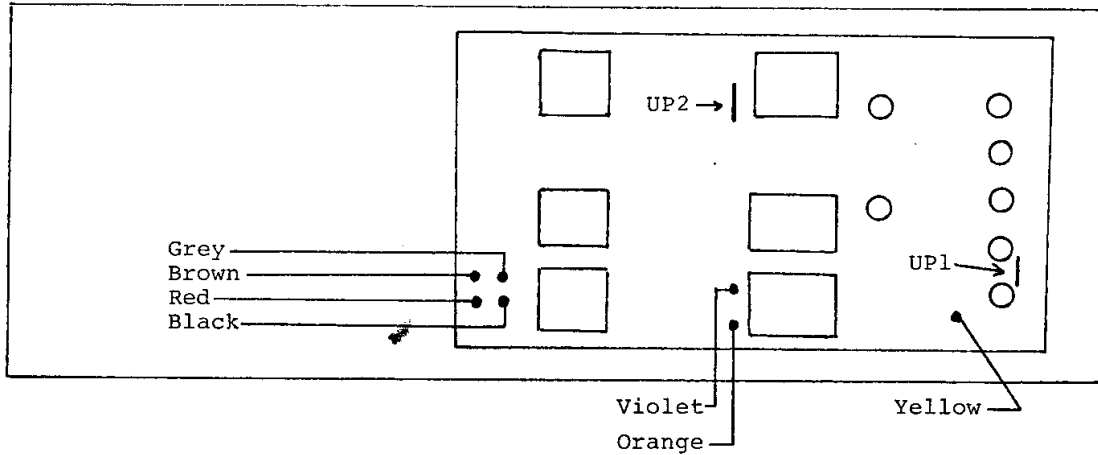 UP2
Grey
Brown
UP1
Red
Black
Violet
Yellow
Orange